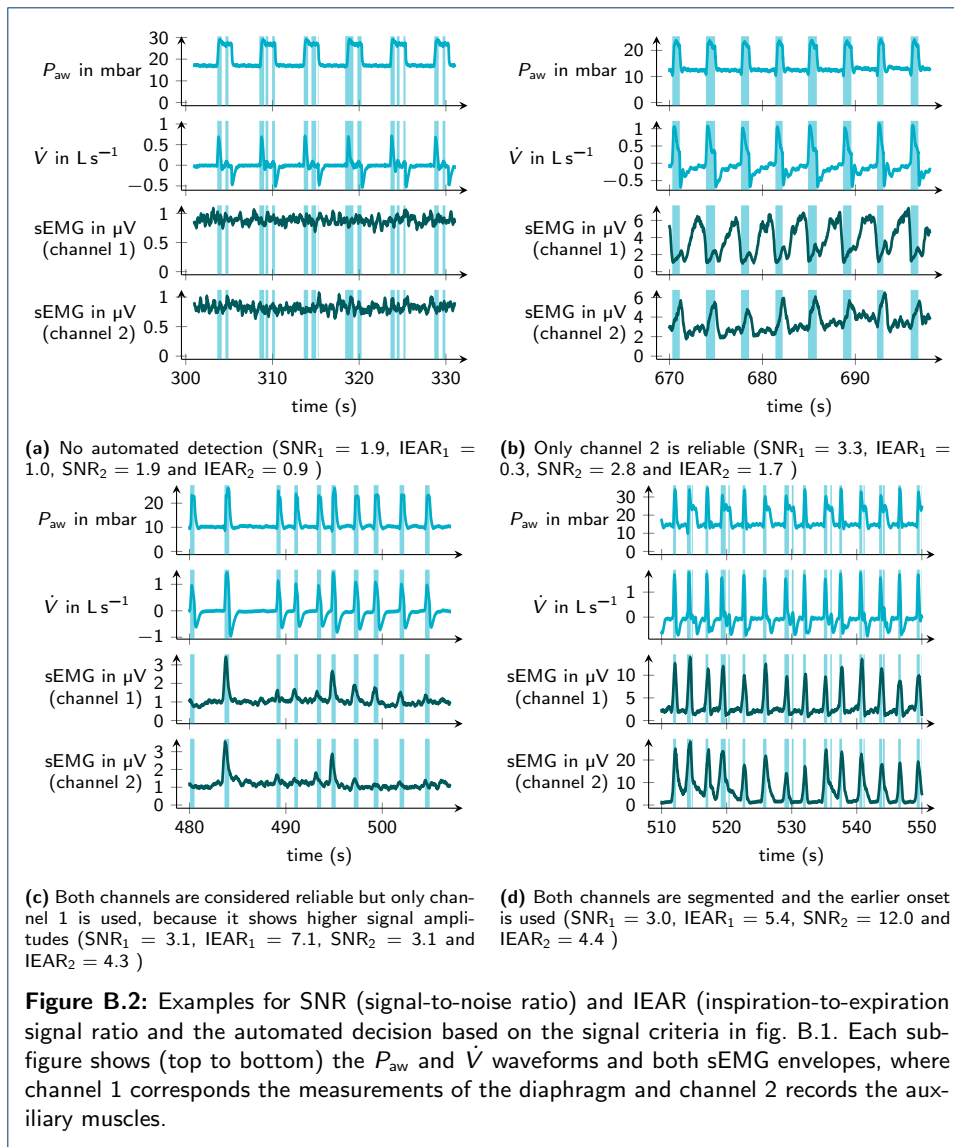 30
20
10
0
P_aw in mbar
1
0.5
0
−0.5
V̇ in L s⁻¹
1
0.5
0
sEMG in µV
(channel 1)
1
0.5
0
sEMG in µV
(channel 2)
300 310 320 330
time (s)
20
10
0
P_aw in mbar
1
0.5
0
−0.5
V̇ in L s⁻¹
6
4
2
sEMG in µV
(channel 1)
6
4
2
0
sEMG in µV
(channel 2)
670 680 690
time (s)
(a) No automated detection (SNR₁ = 1.9, IEAR₁ =
1.0, SNR₂ = 1.9 and IEAR₂ = 0.9 )
(b) Only channel 2 is reliable (SNR₁ = 3.3, IEAR₁ =
0.3, SNR₂ = 2.8 and IEAR₂ = 1.7 )
20
10
0
P_aw in mbar
1
0
−1
V̇ in L s⁻¹
3
2
1
sEMG in µV
(channel 1)
3
2
1
sEMG in µV
(channel 2)
480 490 500
time (s)
30
20
10
0
P_aw in mbar
1
0
V̇ in L s⁻¹
10
5
0
sEMG in µV
(channel 1)
20
10
0
sEMG in µV
(channel 2)
510 520 530 540 550
time (s)
(c) Both channels are considered reliable but only chan-
nel 1 is used, because it shows higher signal ampli-
tudes (SNR₁ = 3.1, IEAR₁ = 7.1, SNR₂ = 3.1 and
IEAR₂ = 4.3 )
(d) Both channels are segmented and the earlier onset
is used (SNR₁ = 3.0, IEAR₁ = 5.4, SNR₂ = 12.0 and
IEAR₂ = 4.4 )
Figure B.2: Examples for SNR (signal-to-noise ratio) and IEAR (inspiration-to-expiration
signal ratio and the automated decision based on the signal criteria in fig. B.1. Each sub-
figure shows (top to bottom) the P_aw and V̇ waveforms and both sEMG envelopes, where
channel 1 corresponds the measurements of the diaphragm and channel 2 records the aux-
iliary muscles.